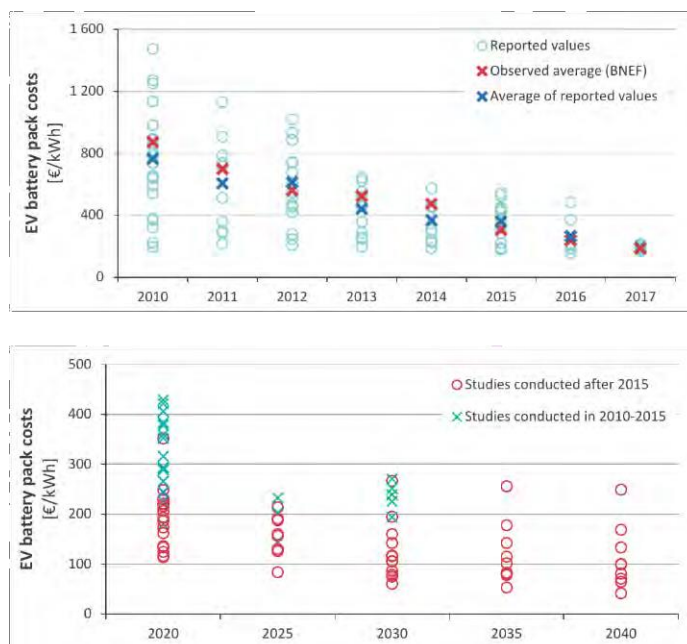 EV battery pack costs
[€/kWh]
1 600
1 200
800
400
0
Reported values
Observed average (BNEF)
Average of reported values
2010 2011 2012 2013 2014 2015 2016 2017
EV battery pack costs
[€/kWh]
500
400
300
200
100
0
Studies conducted after 2015
Studies conducted in 2010-2015
2020 2025 2030 2035 2040